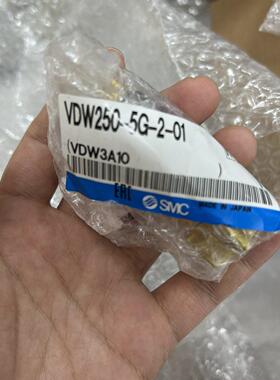 VDW250-5G-2-01
(VDW3A10
EAC
SMC
MADE IN JAPAN